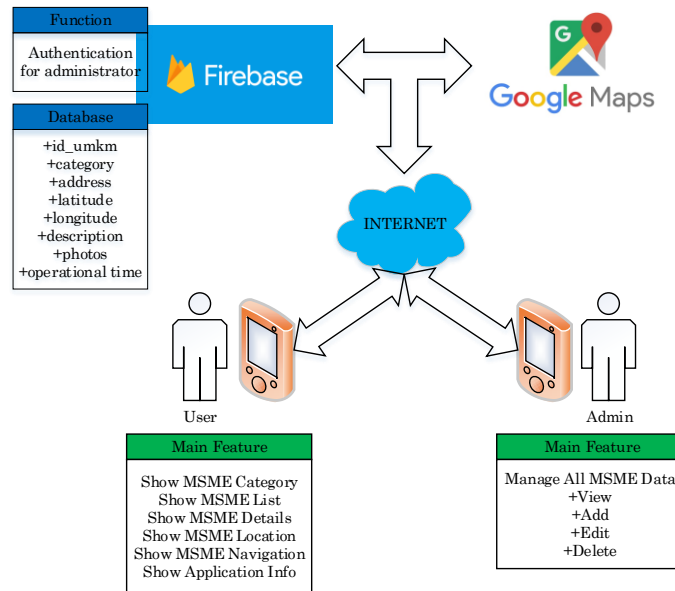 Function
Authentication
for administrator
Firebase
Google Maps
Database
+id_umkm
+category
+address
+latitude
+longitude
+description
+photos
+operational time
INTERNET
User
Admin
Main Feature
Show MSME Category
Show MSME List
Show MSME Details
Show MSME Location
Show MSME Navigation
Show Application Info
Main Feature
Manage All MSME Data
+View
+Add
+Edit
+Delete